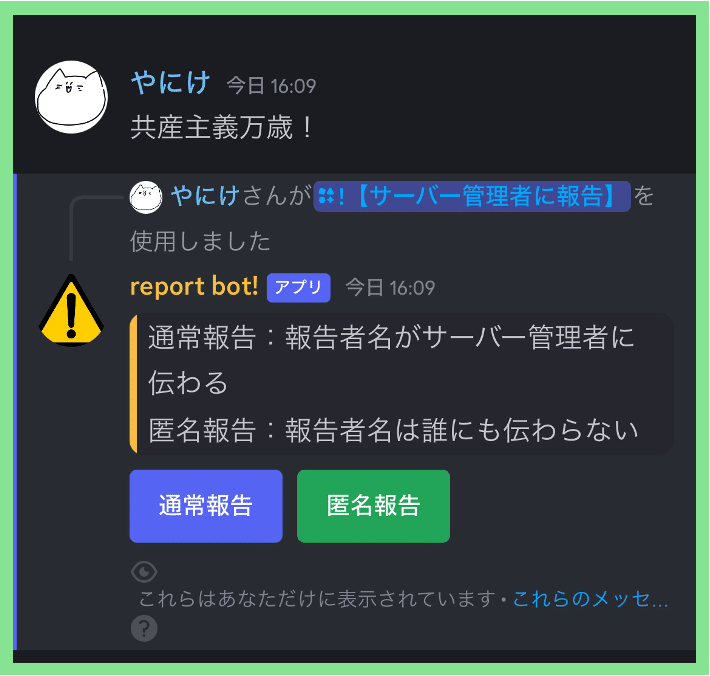 やにけ 今日 16:09
共産主義万歳！
やにけさんが!【サーバー管理者に報告】を
使用しました
report bot! アプリ 今日 16:09
通常報告：報告者名がサーバー管理者に
伝わる
匿名報告：報告者名は誰にも伝わらない
通常報告 匿名報告
これらはあなただけに表示されています • これらのメッセ...
?